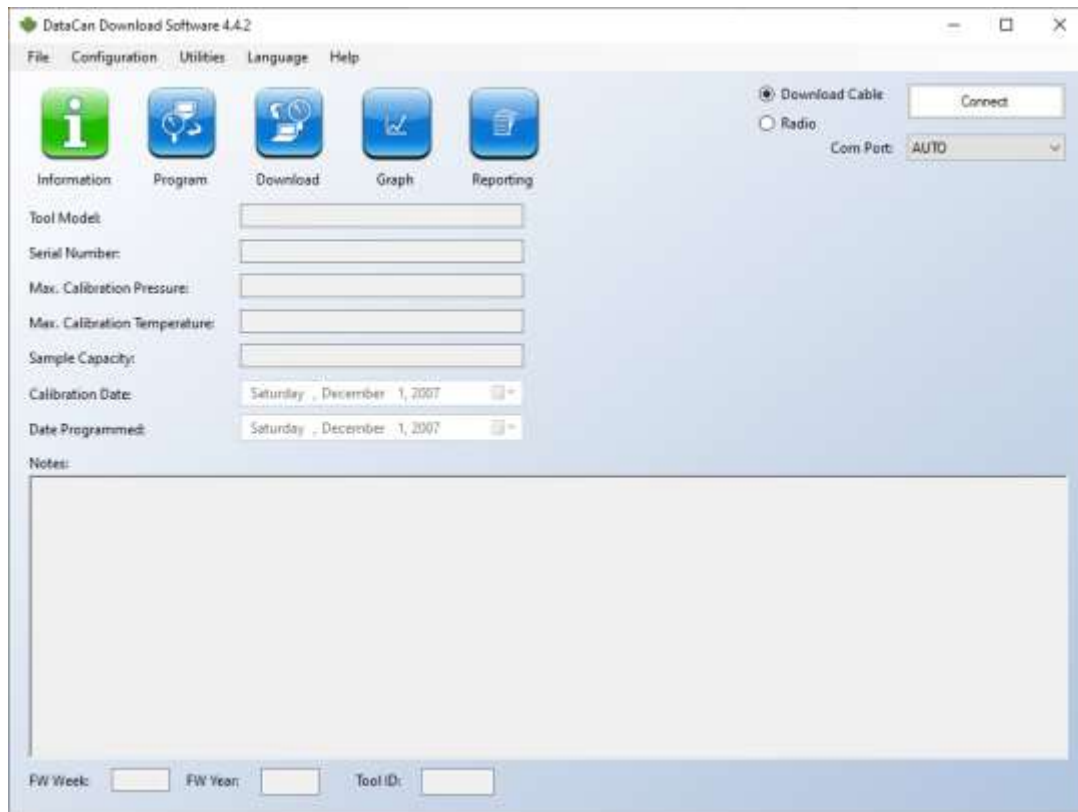 DataCan Download Software 4.4.2
File Configuration Utilities Language Help
Download Cable
Connect
Radio
Com Port: AUTO
Information Program Download Graph Reporting
Tool Model:
Serial Number:
Max. Calibration Pressure:
Max. Calibration Temperature:
Sample Capacity:
Calibration Date: Saturday , December 1, 2007
Date Programmed: Saturday , December 1, 2007
Notes:
FW Week: FW Year: Tool ID: